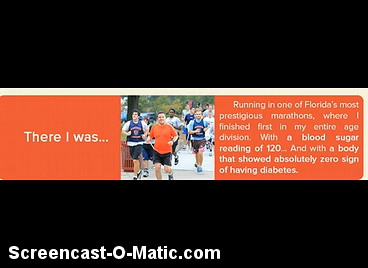 There I was...
Running in one of Florida's most
prestigious marathons, where I
finished first in my entire age
division. With a blood sugar
reading of 120... And with a body
that showed absolutely zero sign
of having diabetes.
Screencast-O-Matic.com